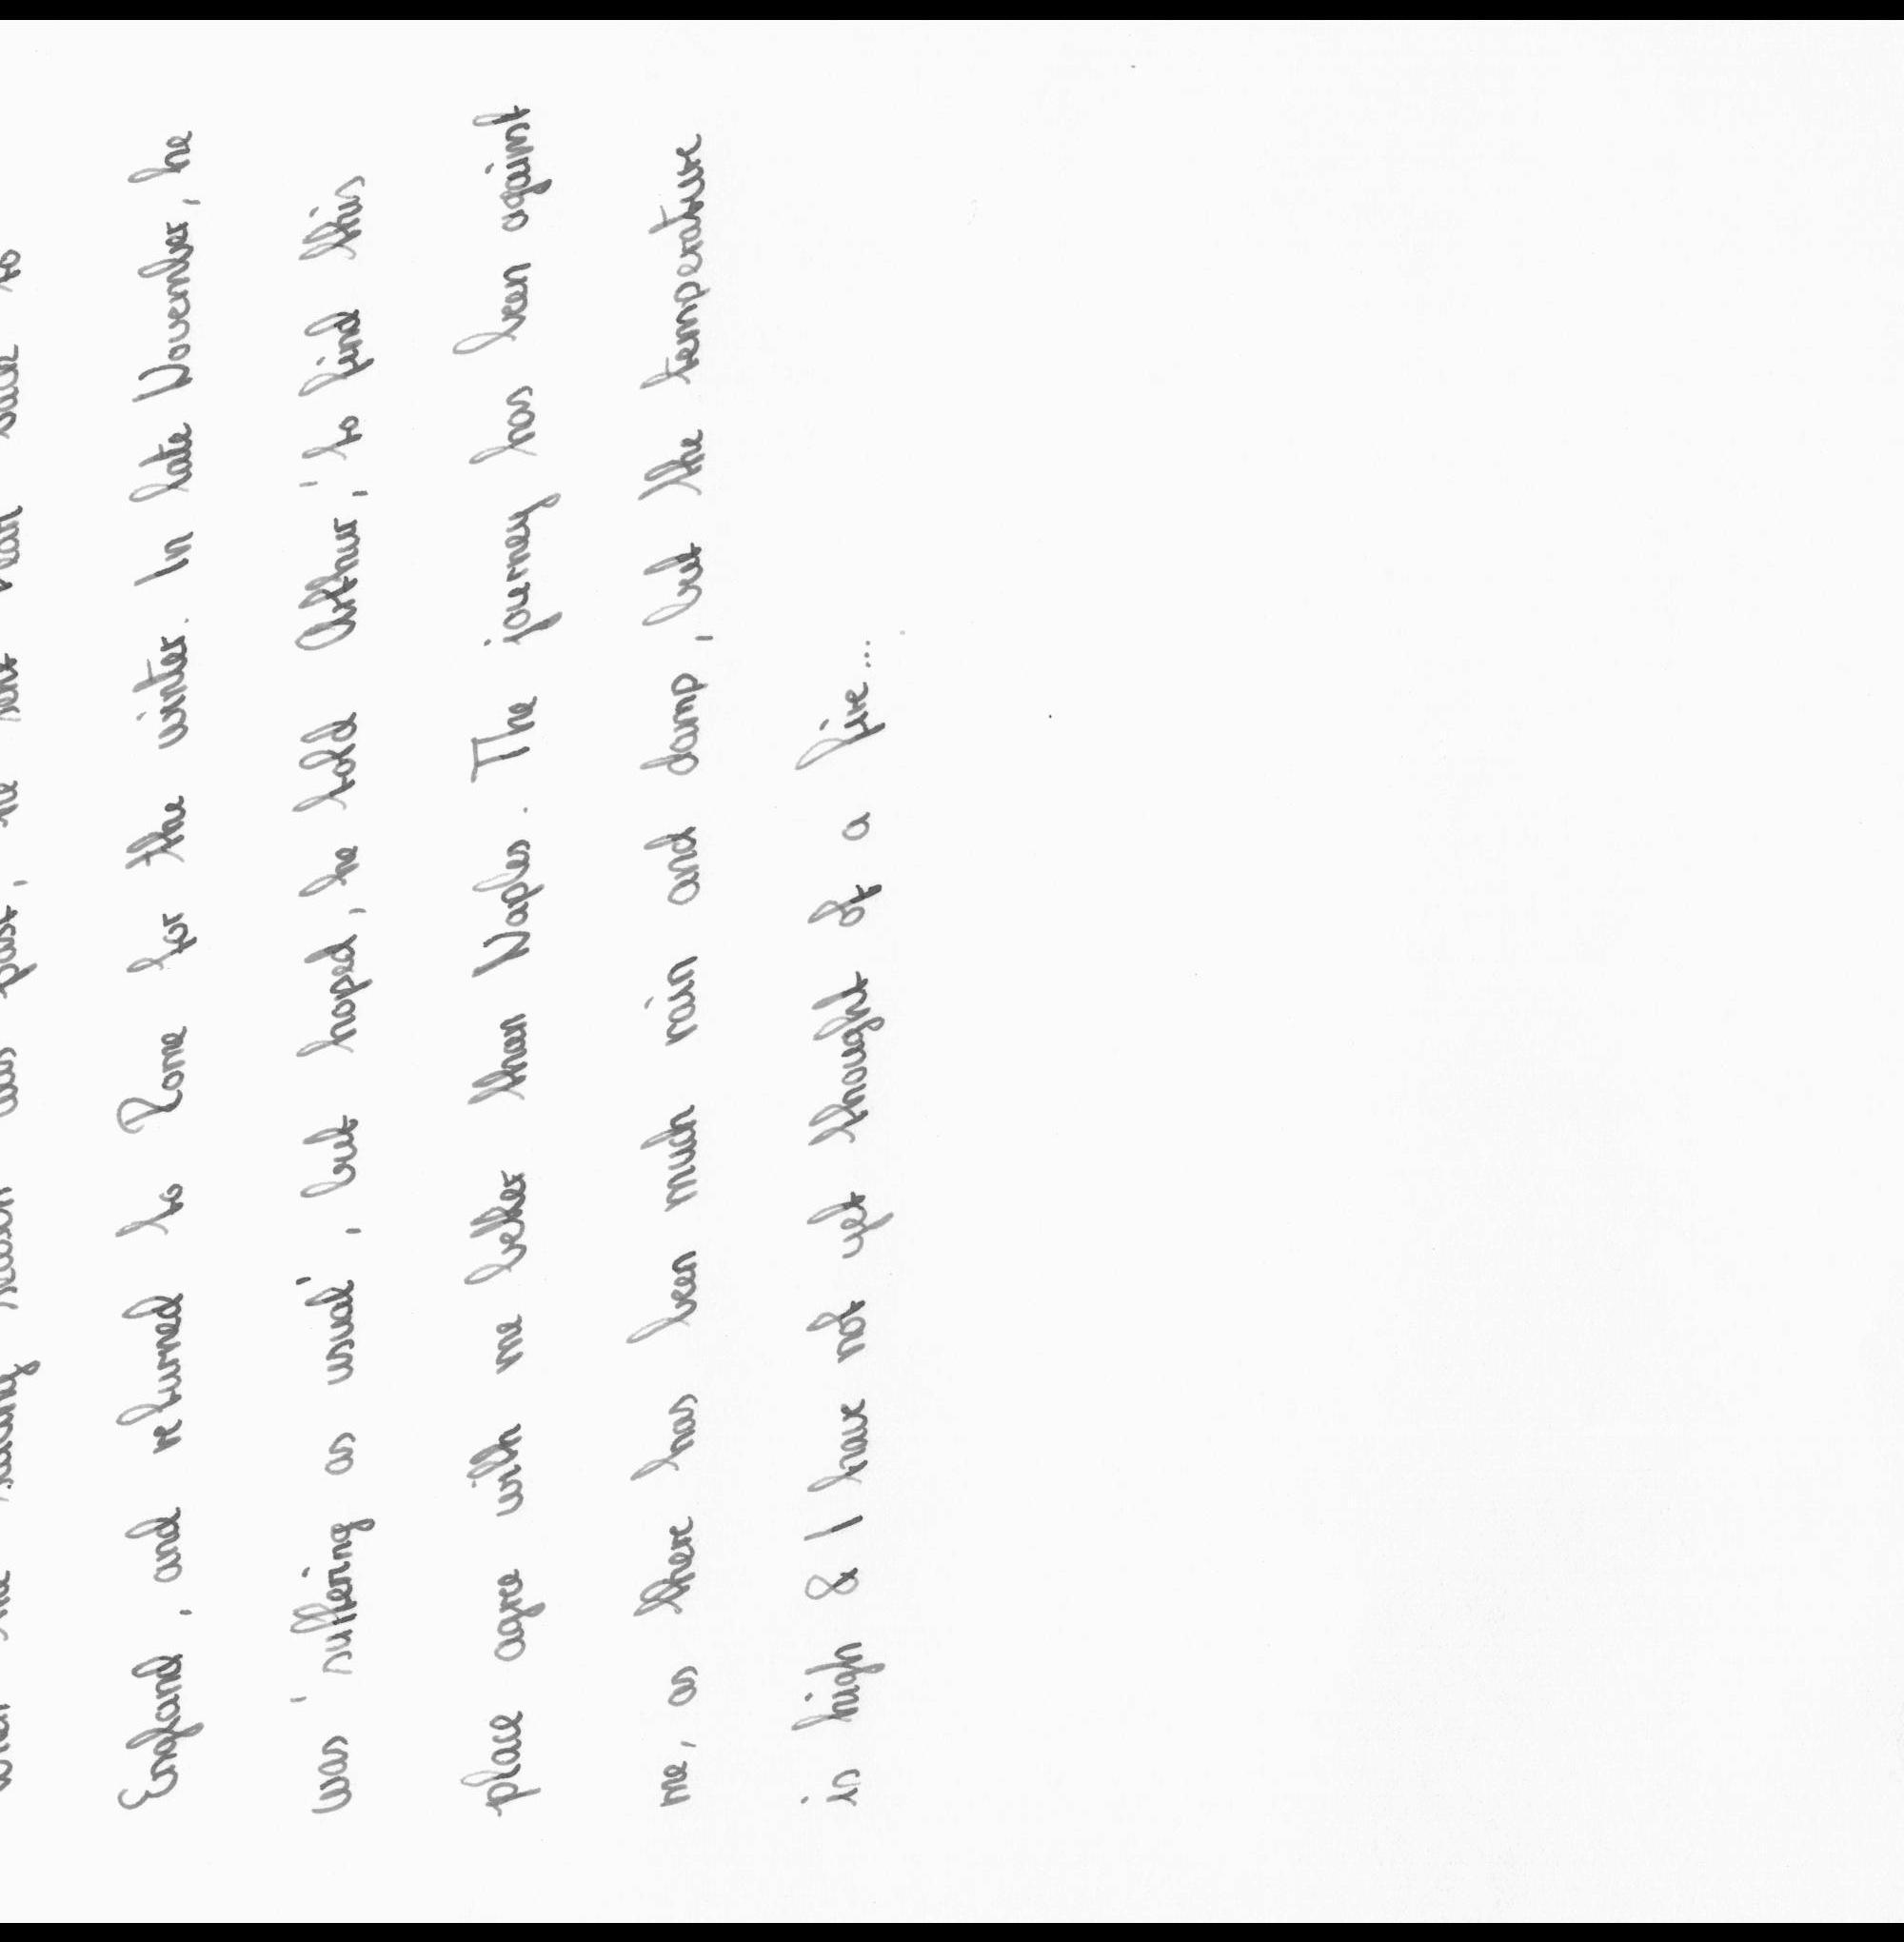 was past, he sent back to
England, and returned to Rome for the winter. In late November, he
was 'suffering as usual', but hoped, he told Arthur, 'to find this
place agree with me better than Naples. The journey has been against
me, as there has been much rain and damp, but the temperature
is high & I have not yet thought of a fire...